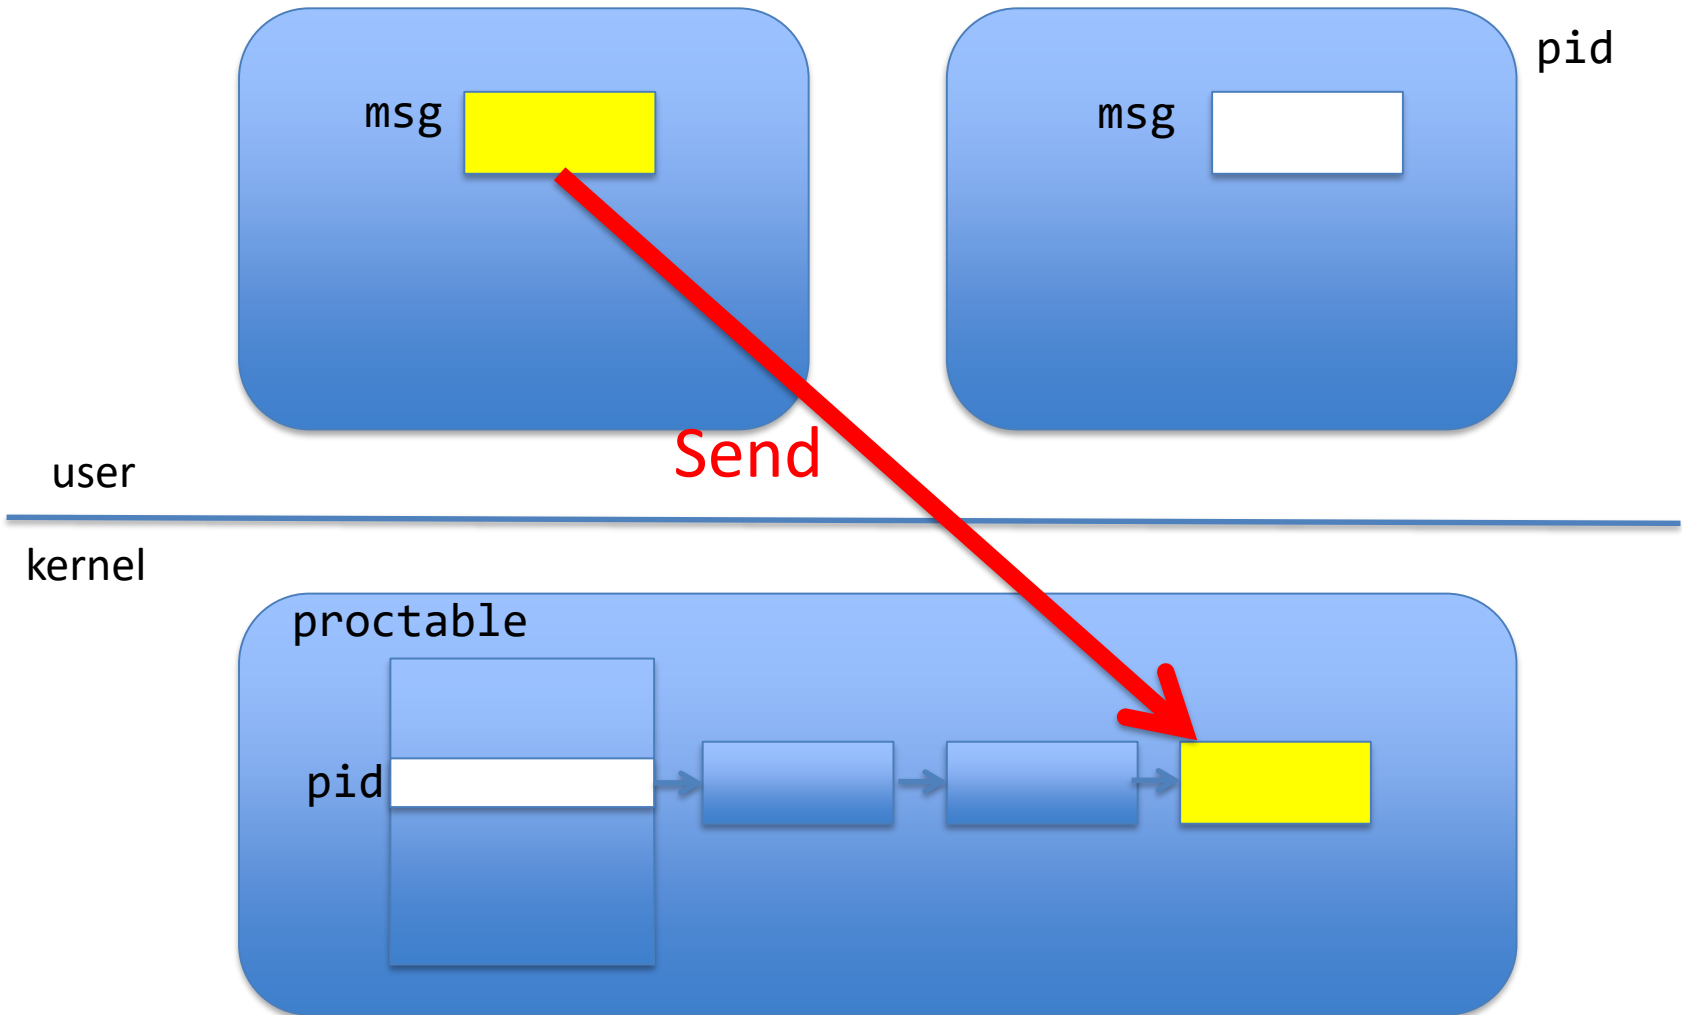 pid
msg
msg
Send
user
kernel
proctable
pid